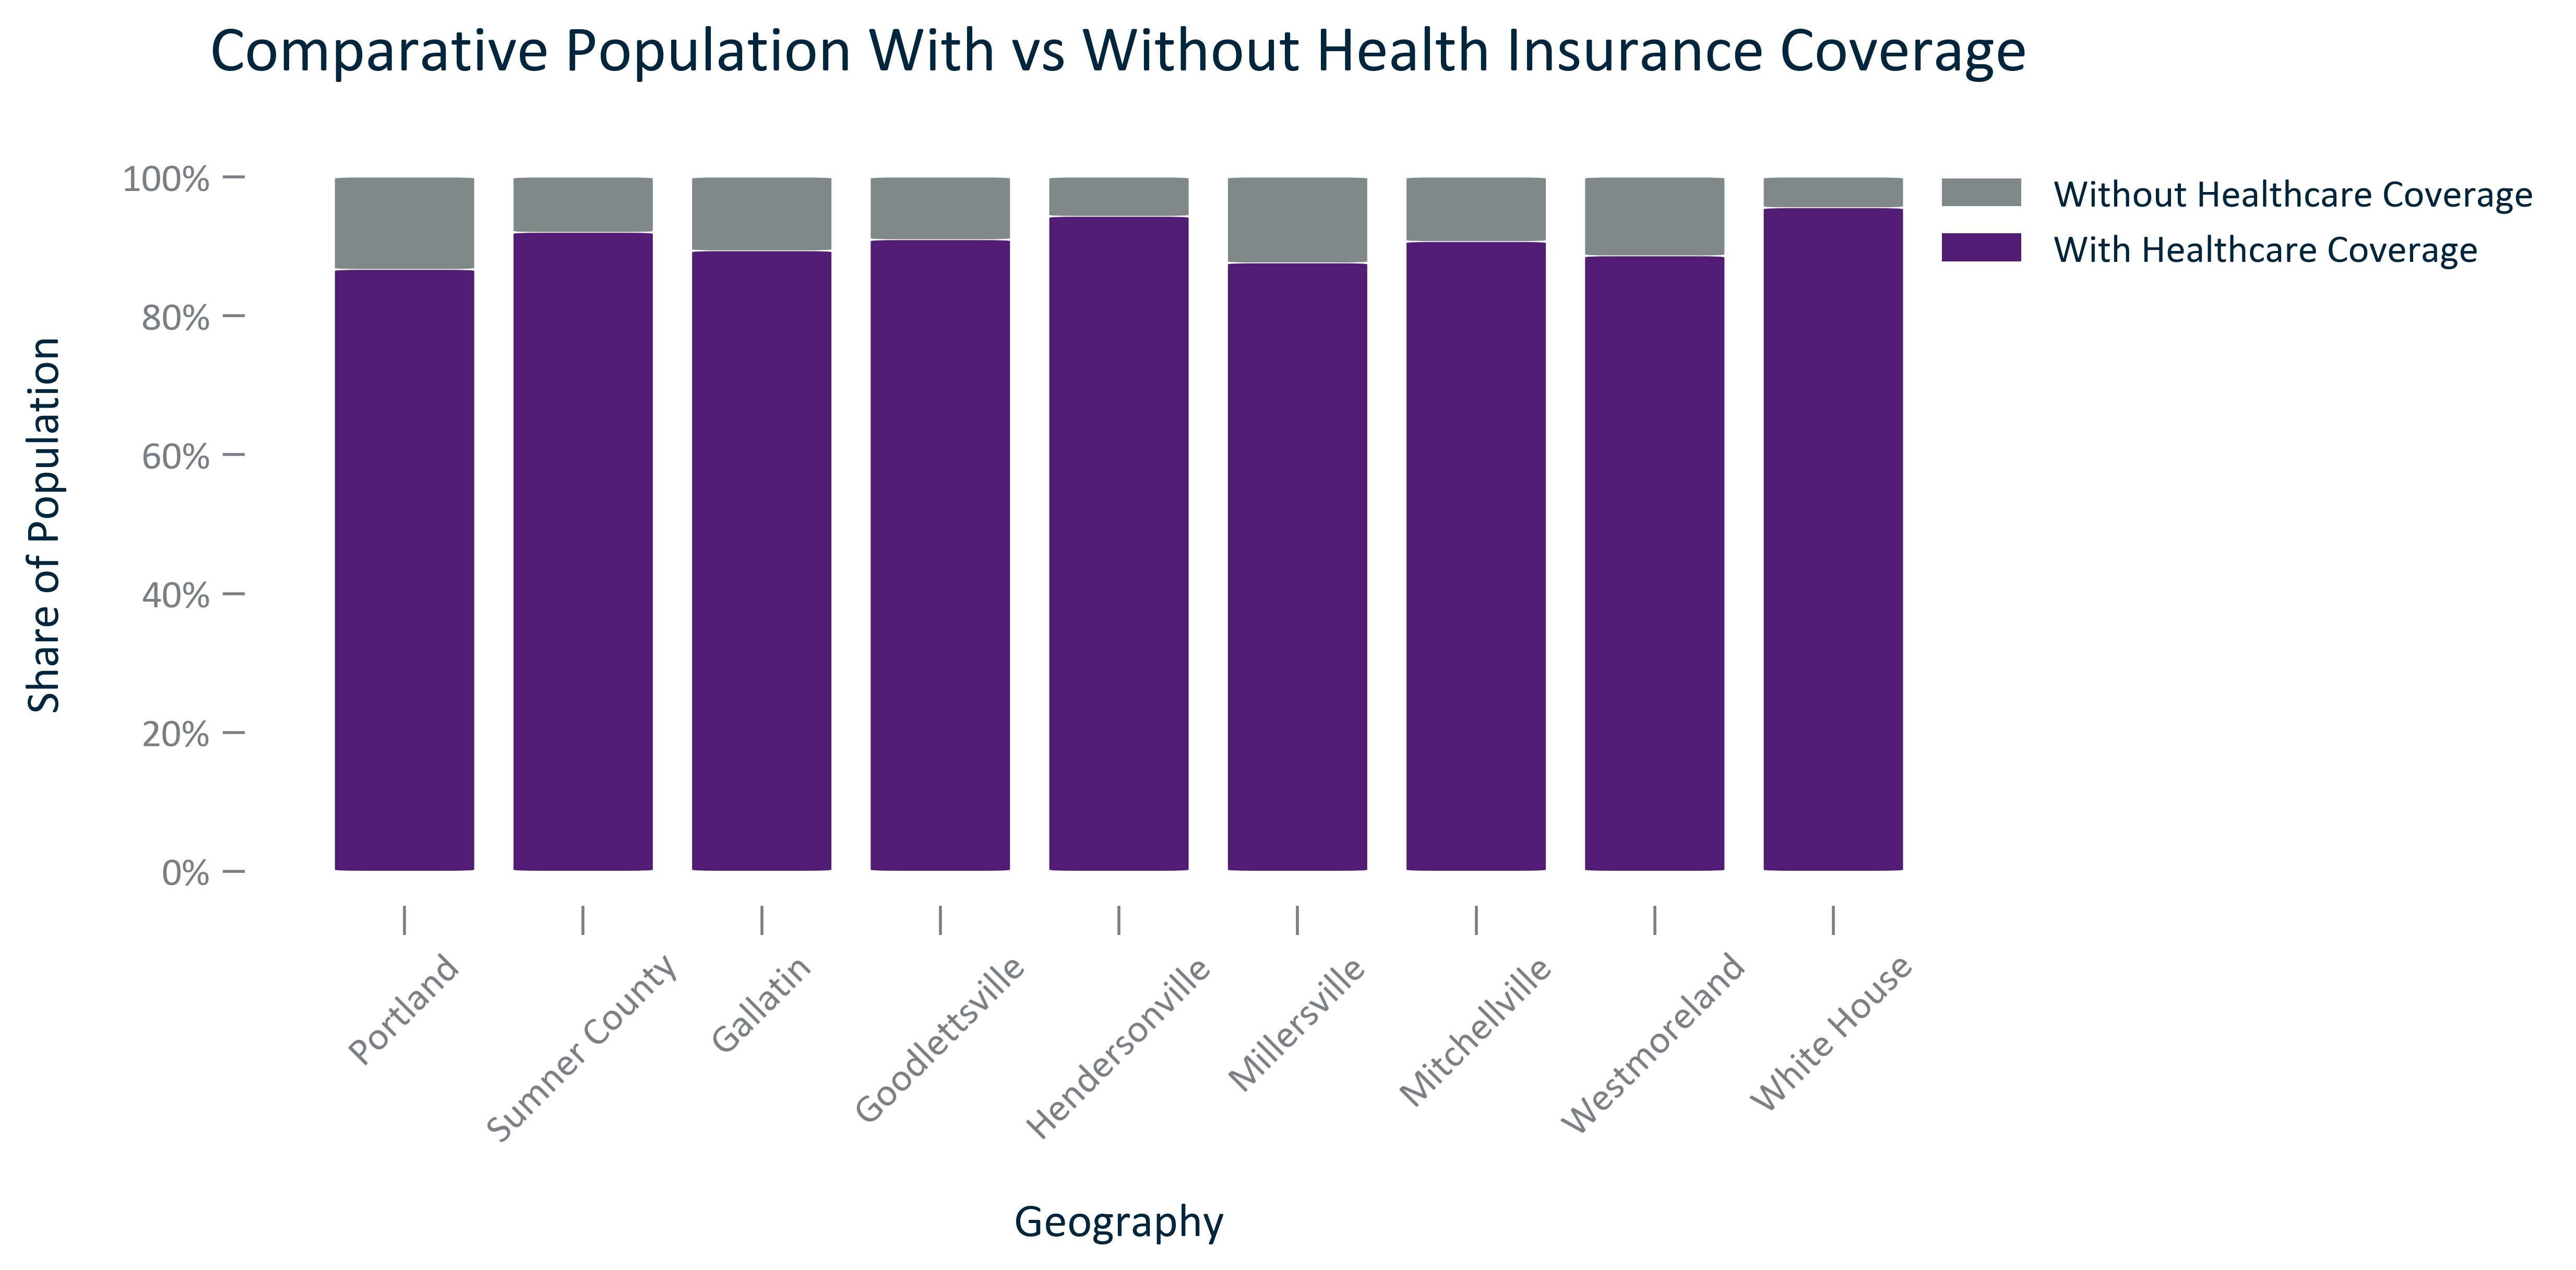 Comparative Population With vs Without Health Insurance Coverage
100%
80%
60%
40%
20%
0%
Share of Population
Without Healthcare Coverage
With Healthcare Coverage
Portland
Sumner County
Gallatin
Goodlettsville
Hendersonville
Millersville
Mitchellville
Westmoreland
White House
Geography